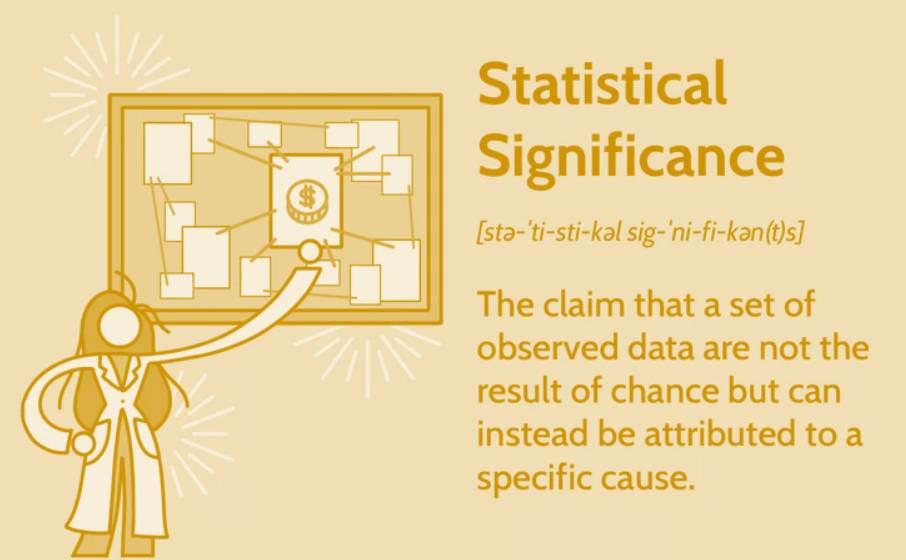 Statistical
Significance
[stə-ˈti-sti-kəl sig-ˈni-fi-kən(t)s]
The claim that a set of
observed data are not the
result of chance but can
instead be attributed to a
specific cause.
$